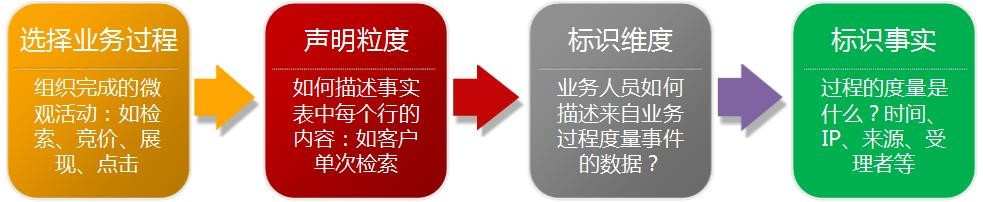 选择业务过程
组织完成的微
观活动：如检
索、竞价、展
现、点击
声明粒度
如何描述事实
表中每个行的
内容：如客户
单次检索
标识维度
业务人员如何
描述来自业务
过程度量事件
的数据？
标识事实
过程的度量是
什么？时间、
IP、来源、受
理者等